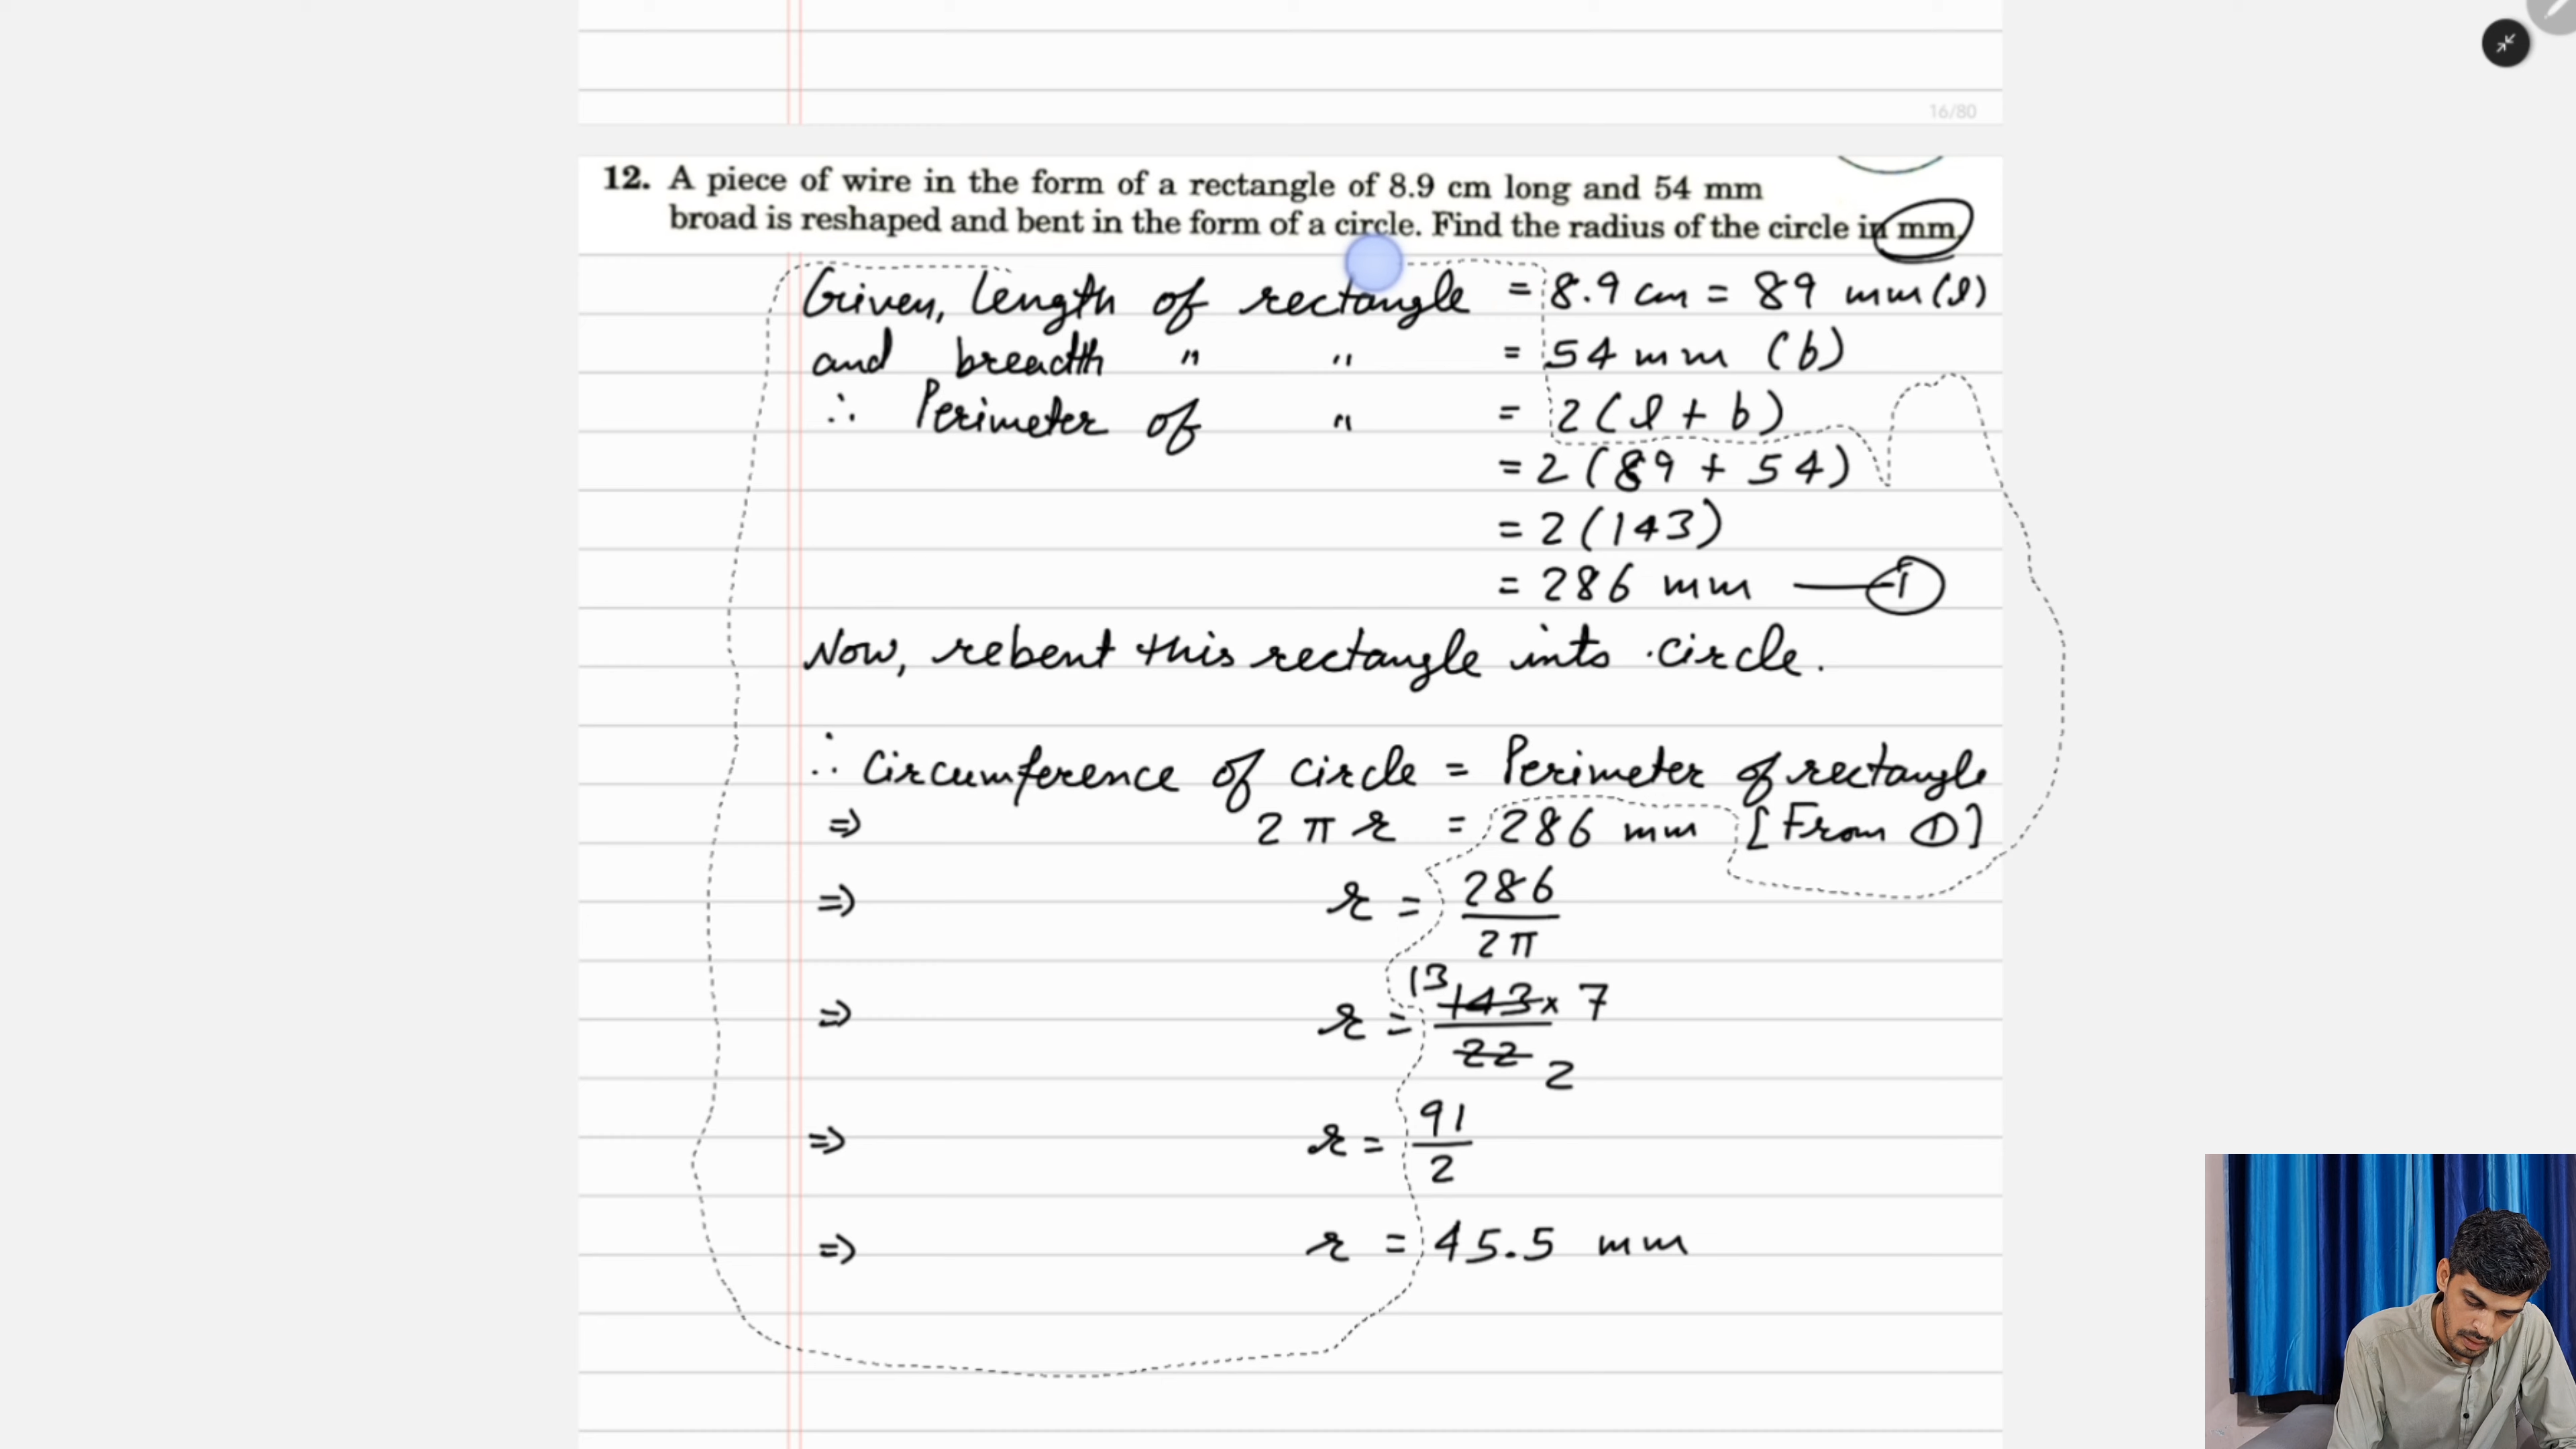 16/80
12. A piece of wire in the form of a rectangle of 8.9 cm long and 54 mm
broad is reshaped and bent in the form of a circle. Find the radius of the circle in mm.
Given, length of rectangle = 8.9 cm = 89 mm (l)
and breadth " " = 54 mm (b)
∴ Perimeter of " = 2 (l + b)
= 2 (89 + 54)
= 2 (143)
= 286 mm —①
Now, rebent this rectangle into circle.
∴ Circumference of circle = Perimeter of rectangle
⇒ 2 π r = 286 mm [From ①]
⇒ r = 286
2 π
13
⇒ r = 143 × 7
22 2
⇒ r = 91
2
⇒ r = 45.5 mm